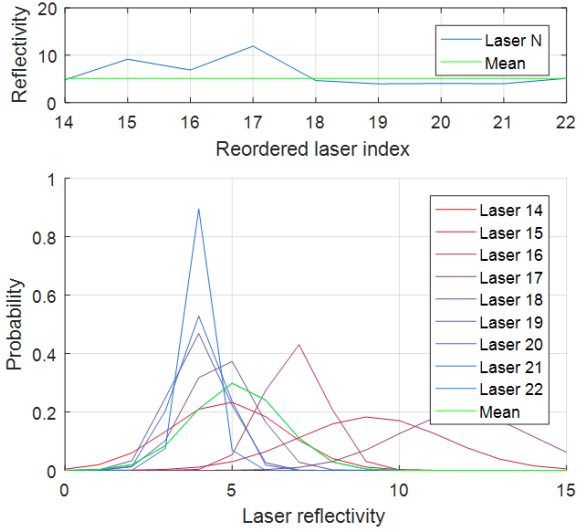 20
10
0
Reflectivity
Laser N
Mean
14 15 16 17 18 19 20 21 22
Reordered laser index
1
0.8
0.6
0.4
0.2
0
Probability
Laser 14
Laser 15
Laser 16
Laser 17
Laser 18
Laser 19
Laser 20
Laser 21
Laser 22
Mean
0 5 10 15
Laser reflectivity